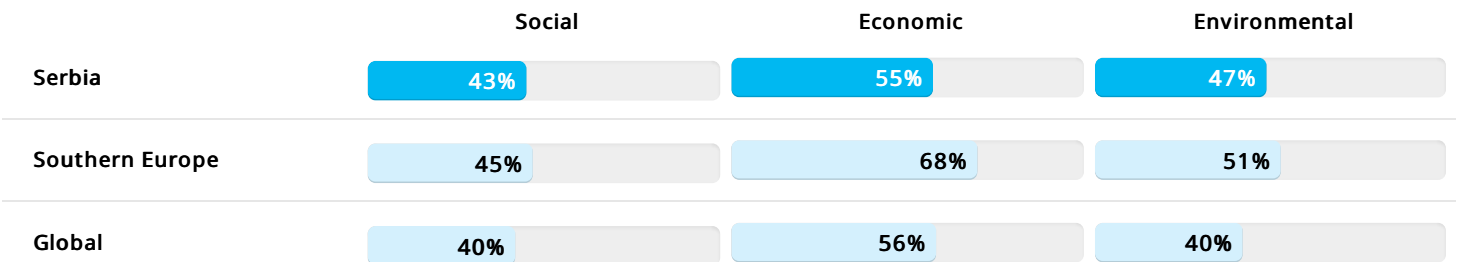 Social Economic Environmental
Serbia 43% 55% 47%
Southern Europe 45% 68% 51%
Global 40% 56% 40%